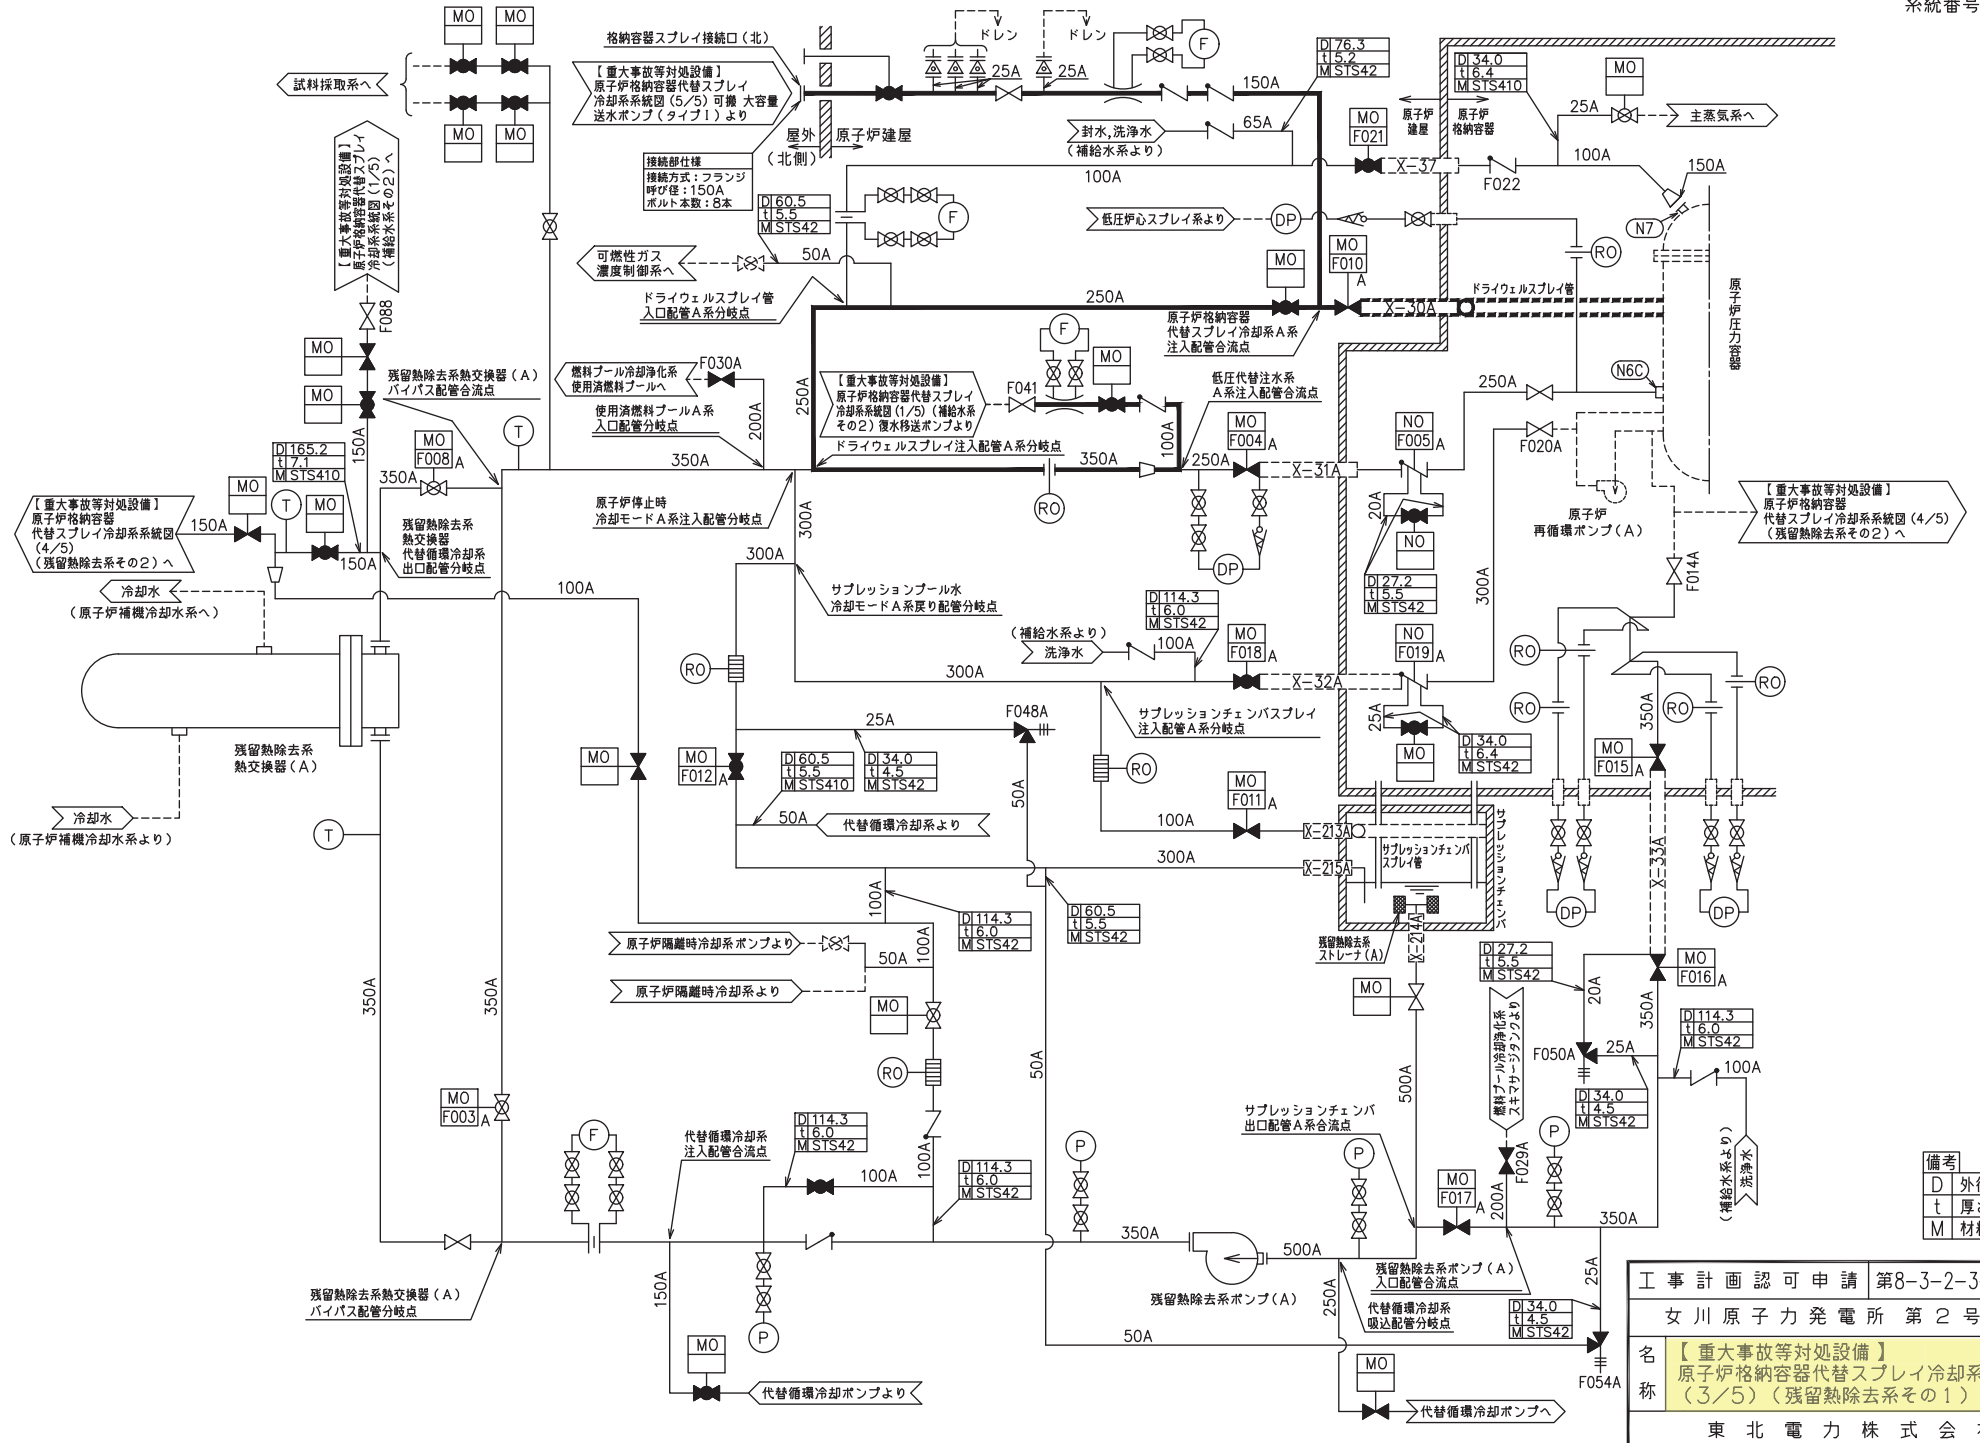 系統番号
MO
MO
試料採取系へ
MO
MO
格納容器スプレイ接続口(北)
【重大事故等対処設備】
原子炉格納容器代替スプレイ
冷却系系統図(5/5)可搬 大容量
送水ポンプ(タイプⅠ)より
屋外
原子炉建屋
(北側)
接続部仕様
接続方式:フランジ
呼び径:150A
ボルト本数:8本
ドレン
ドレン
25A
25A
F
150A
D 76.3
t 5.2
M STS42
封水,洗浄水
(補給水系より)
65A
100A
MO
F021
原子炉
建屋
原子炉
格納容器
X-37
F022
D 34.0
t 6.4
M STS410
MO
25A
主蒸気系へ
100A
150A
N7
【重大事故等対処設備】
原子炉格納容器代替スプレイ
冷却系系統図(1/5)
(補給水系その2)へ
F088
MO
MO
150A
D 60.5
t 5.5
M STS42
F
可燃性ガス
濃度制御系へ
50A
低圧炉心スプレイ系より
DP
MO
MO
F010
A
RO
ドライウェルスプレイ管
入口配管A系分岐点
250A
X-30A
ドライウェルスプレイ管
原子炉圧力容器
原子炉格納容器
代替スプレイ冷却系A系
注入配管合流点
燃料プール冷却浄化系
使用済燃料プールへ
F030A
使用済燃料プールA系
入口配管分岐点
200A
250A
【重大事故等対処設備】
原子炉格納容器代替スプレイ
冷却系系統図(1/5)(補給水系
その2)復水移送ポンプより
F
MO
F041
100A
低圧代替注水系
A系注入配管合流点
ドライウェルスプレイ注入配管A系分岐点
350A
350A
RO
250A
MO
F004
A
X-31A
NO
F005
A
250A
N6C
F020A
残留熱除去系熱交換器(A)
バイパス配管合流点
T
D 165.2
t 7.1
M STS410
MO
F008
A
350A
MO
T
MO
150A
150A
【重大事故等対処設備】
原子炉格納容器
代替スプレイ冷却系系統図
(4/5)
(残留熱除去系その2)へ
残留熱除去系
熱交換器
代替循環冷却系
出口配管分岐点
原子炉停止時
冷却モードA系注入配管分岐点
300A
300A
サプレッションプール水
冷却モードA系戻り配管分岐点
DP
20A
NO
D 27.2
t 5.5
M STS42
原子炉
再循環ポンプ(A)
【重大事故等対処設備】
原子炉格納容器
代替スプレイ冷却系系統図(4/5)
(残留熱除去系その2)へ
F014A
300A
冷却水
(原子炉補機冷却水系へ)
100A
(補給水系より)
洗浄水
100A
D 114.3
t 6.0
M STS42
MO
F018
A
X-32A
NO
F019
A
RO
300A
サプレッションチェンバスプレイ
注入配管A系分岐点
25A
MO
D 34.0
t 6.4
M STS42
RO
RO
RO
RO
350A
MO
F015
A
残留熱除去系
熱交換器(A)
MO
MO
F012
A
25A
F048A
D 60.5
t 5.5
M STS410
D 34.0
t 4.5
M STS42
50A
代替循環冷却系より
50A
RO
100A
MO
F011
A
X-213A
X-215A
サプレッションチェンバ
スプレイ管
サプレッションチェンバ
300A
冷却水
(原子炉補機冷却水系より)
T
100A
D 114.3
t 6.0
M STS42
D 60.5
t 5.5
M STS42
原子炉隔離時冷却系ポンプより
50A
100A
原子炉隔離時冷却系より
残留熱除去系
ストレーナ(A)
X-214A
X-33A
DP
DP
D 27.2
t 5.5
M STS42
MO
F016
A
350A
350A
MO
RO
50A
MO
500A
燃料プール冷却浄化系
スキマサージタンクより
20A
350A
F050A
25A
D 114.3
t 6.0
M STS42
100A
D 34.0
t 4.5
M STS42
MO
F003
A
F
代替循環冷却系
注入配管合流点
D 114.3
t 6.0
M STS42
100A
100A
D 114.3
t 6.0
M STS42
P
サプレッションチェンバ
出口配管A系合流点
P
MO
F017
A
200A
F029A
P
350A
洗浄水
(補給水系より)
350A
500A
残留熱除去系ポンプ(A)
残留熱除去系ポンプ(A)
入口配管合流点
代替循環冷却系
吸込配管分岐点
250A
25A
D 34.0
t 4.5
M STS42
F054A
残留熱除去系熱交換器(A)
バイパス配管分岐点
150A
P
50A
MO
代替循環冷却ポンプより
MO
代替循環冷却ポンプへ
備考
D 外
t 厚
M 材
工事計画認可申請 第8-3-2-3
女川原子力発電所 第2号
名称
【重大事故等対処設備】
原子炉格納容器代替スプレイ冷却系
(3/5)(残留熱除去系その1)
東北電力株式会